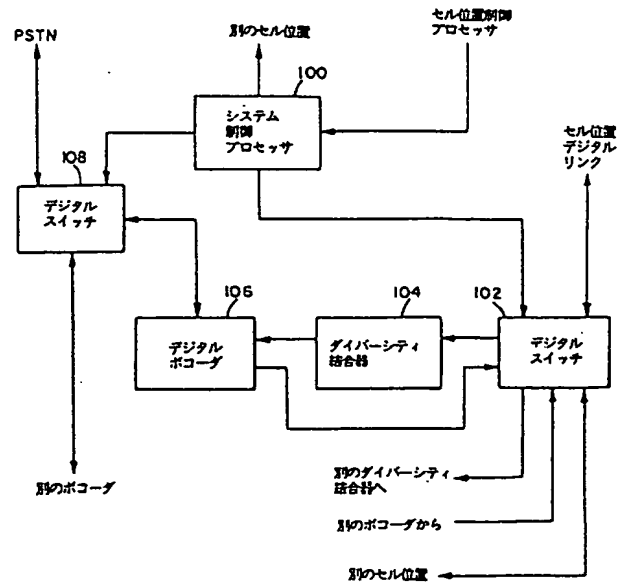 PSTN
別のセル位置
セル位置制御
プロセッサ
100
システム
制御
プロセッサ
セル位置
デジタル
リンク
108
デジタル
スイッチ
106
デジタル
ボコーダ
104
ダイバーシティ
結合器
102
デジタル
スイッチ
別のボコーダ
別のダイバーシティ
結合器へ
別のボコーダから
別のセル位置